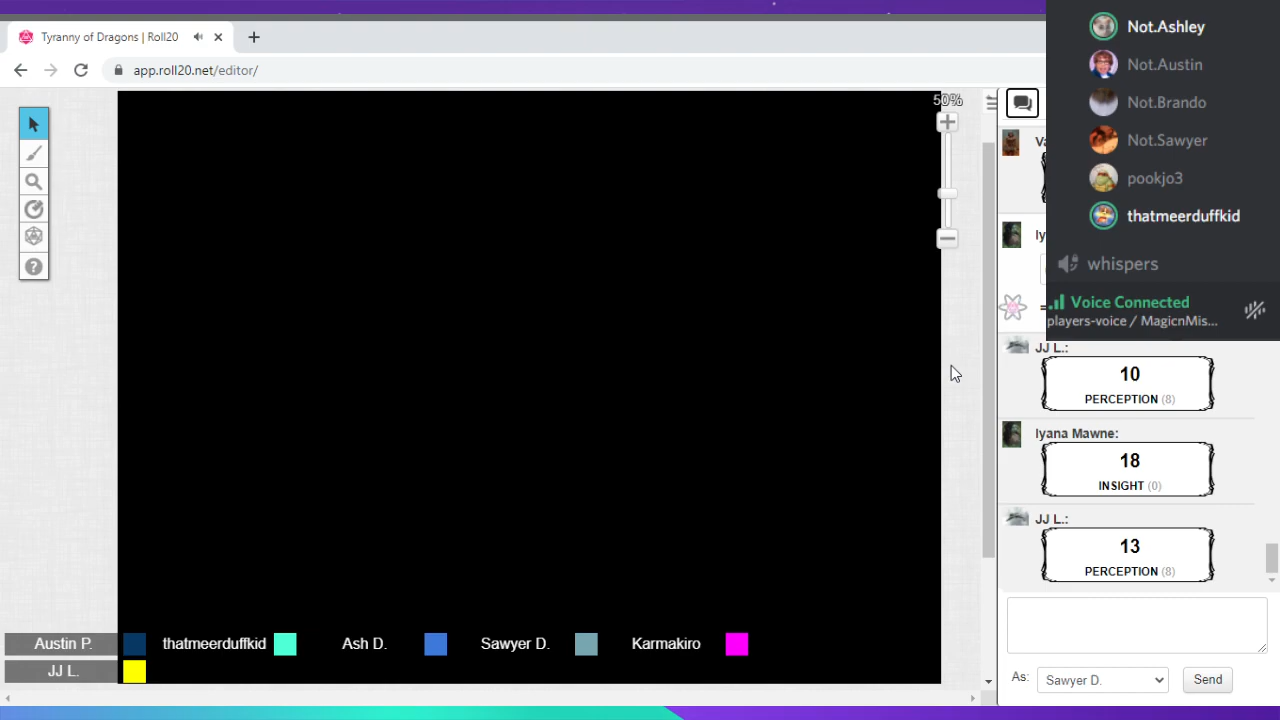 Tyranny of Dragons | Roll20
app.roll20.net/editor/
50%
Not.Ashley
Not.Austin
Not.Brando
Not.Sawyer
pookjo3
thatmeerduffkid
whispers
Voice Connected
players-voice / MagicnMis...
JJ L.:
10
PERCEPTION (8)
Iyana Mawne:
18
INSIGHT (0)
JJ L.:
13
PERCEPTION (8)
As: Sawyer D. Send
Austin P. thatmeerduffkid Ash D. Sawyer D. Karmakiro
JJ L.